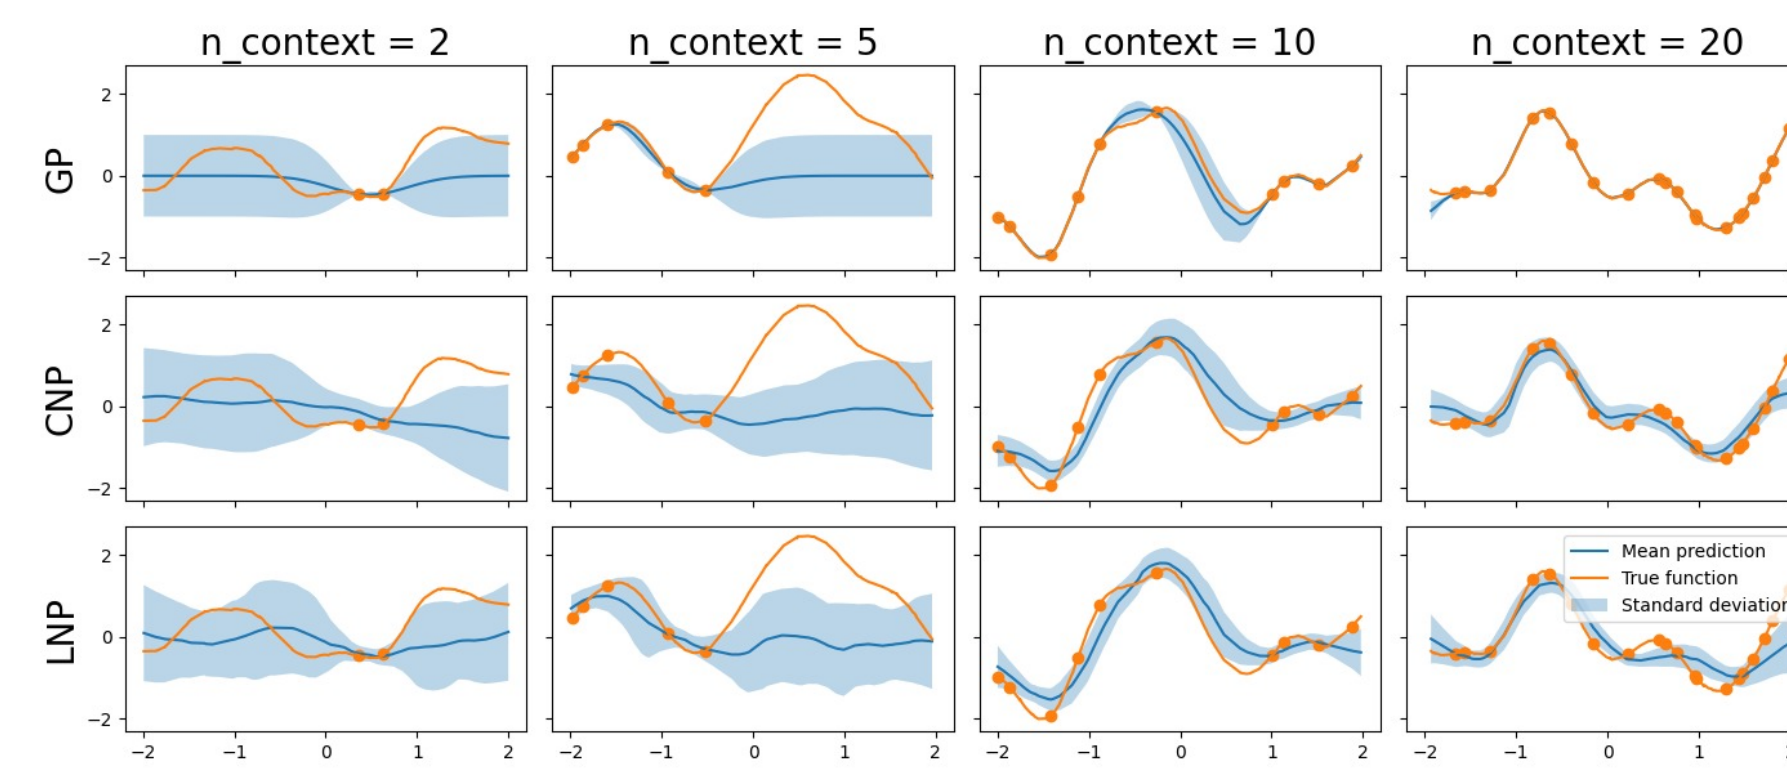 n_context = 2 n_context = 5 n_context = 10 n_context = 20
GP
2
0
−2
CNP
2
0
−2
LNP
2
0
−2
Mean prediction
True function
Standard deviation
−2 −1 0 1 2 −2 −1 0 1 2 −2 −1 0 1 2 −2 −1 0 1 2